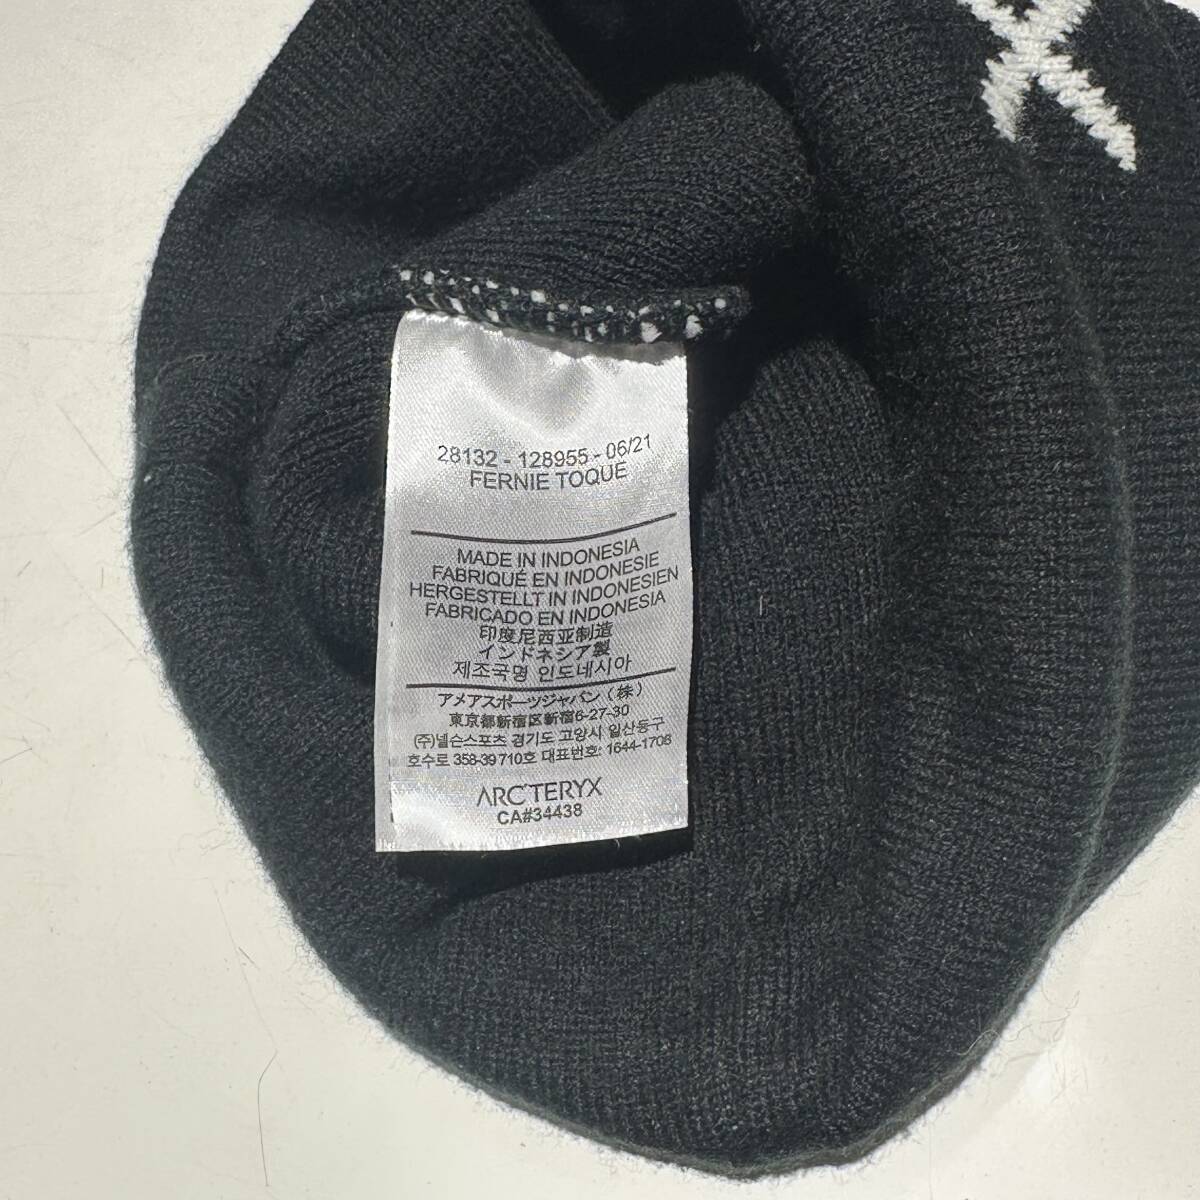 X
28132 - 128955 - 06/21
FERNIE TOQUE
MADE IN INDONESIA
FABRIQUÉ EN INDONESIE
HERGESTELLT IN INDONESIEN
FABRICADO EN INDONESIA
印度尼西亚制造
インドネシア製
제조국명 인도네시아
アメアスポーツジャパン（株）
東京都新宿区新宿6-27-30
(주)넬슨스포츠 경기도 고양시 일산동구
호수로 358-39 710호 대표번호: 1644-1708
ARC'TERYX
CA#34438